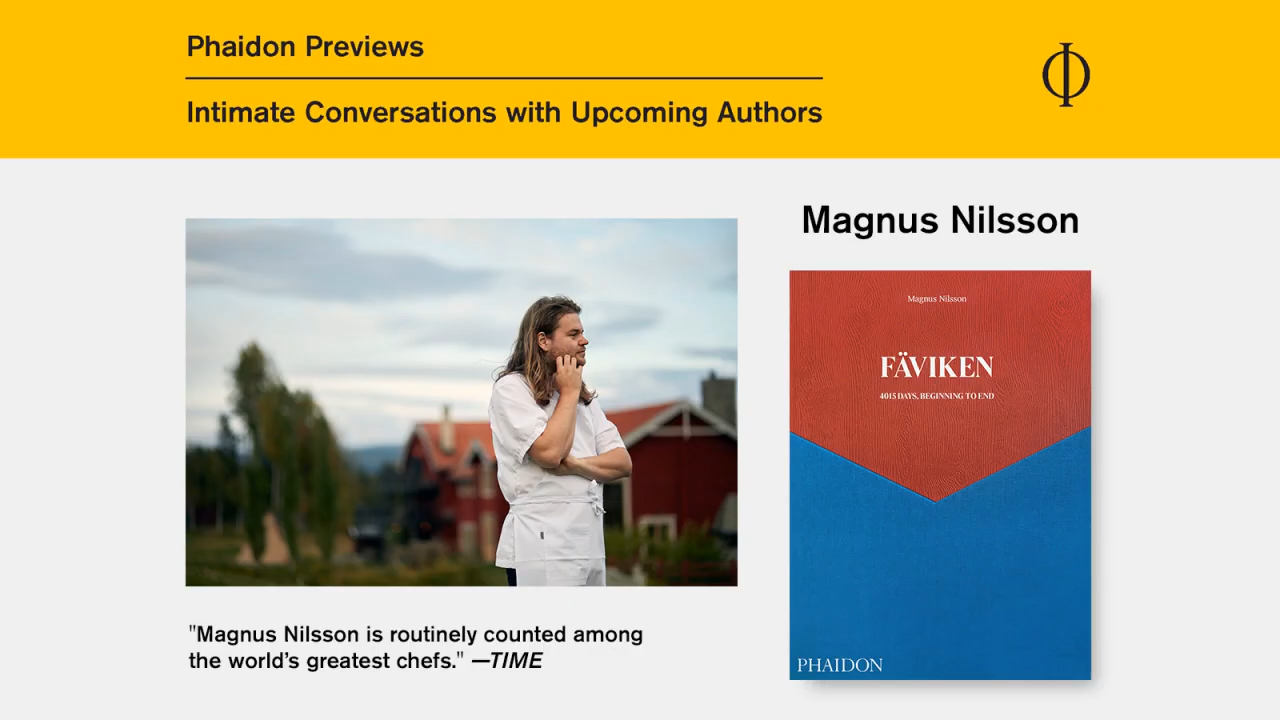 Phaidon Previews
Intimate Conversations with Upcoming Authors
Magnus Nilsson
Magnus Nilsson
FÄVIKEN
4015 DAYS, BEGINNING TO END
PHAIDON
"Magnus Nilsson is routinely counted among
the world’s greatest chefs." —TIME